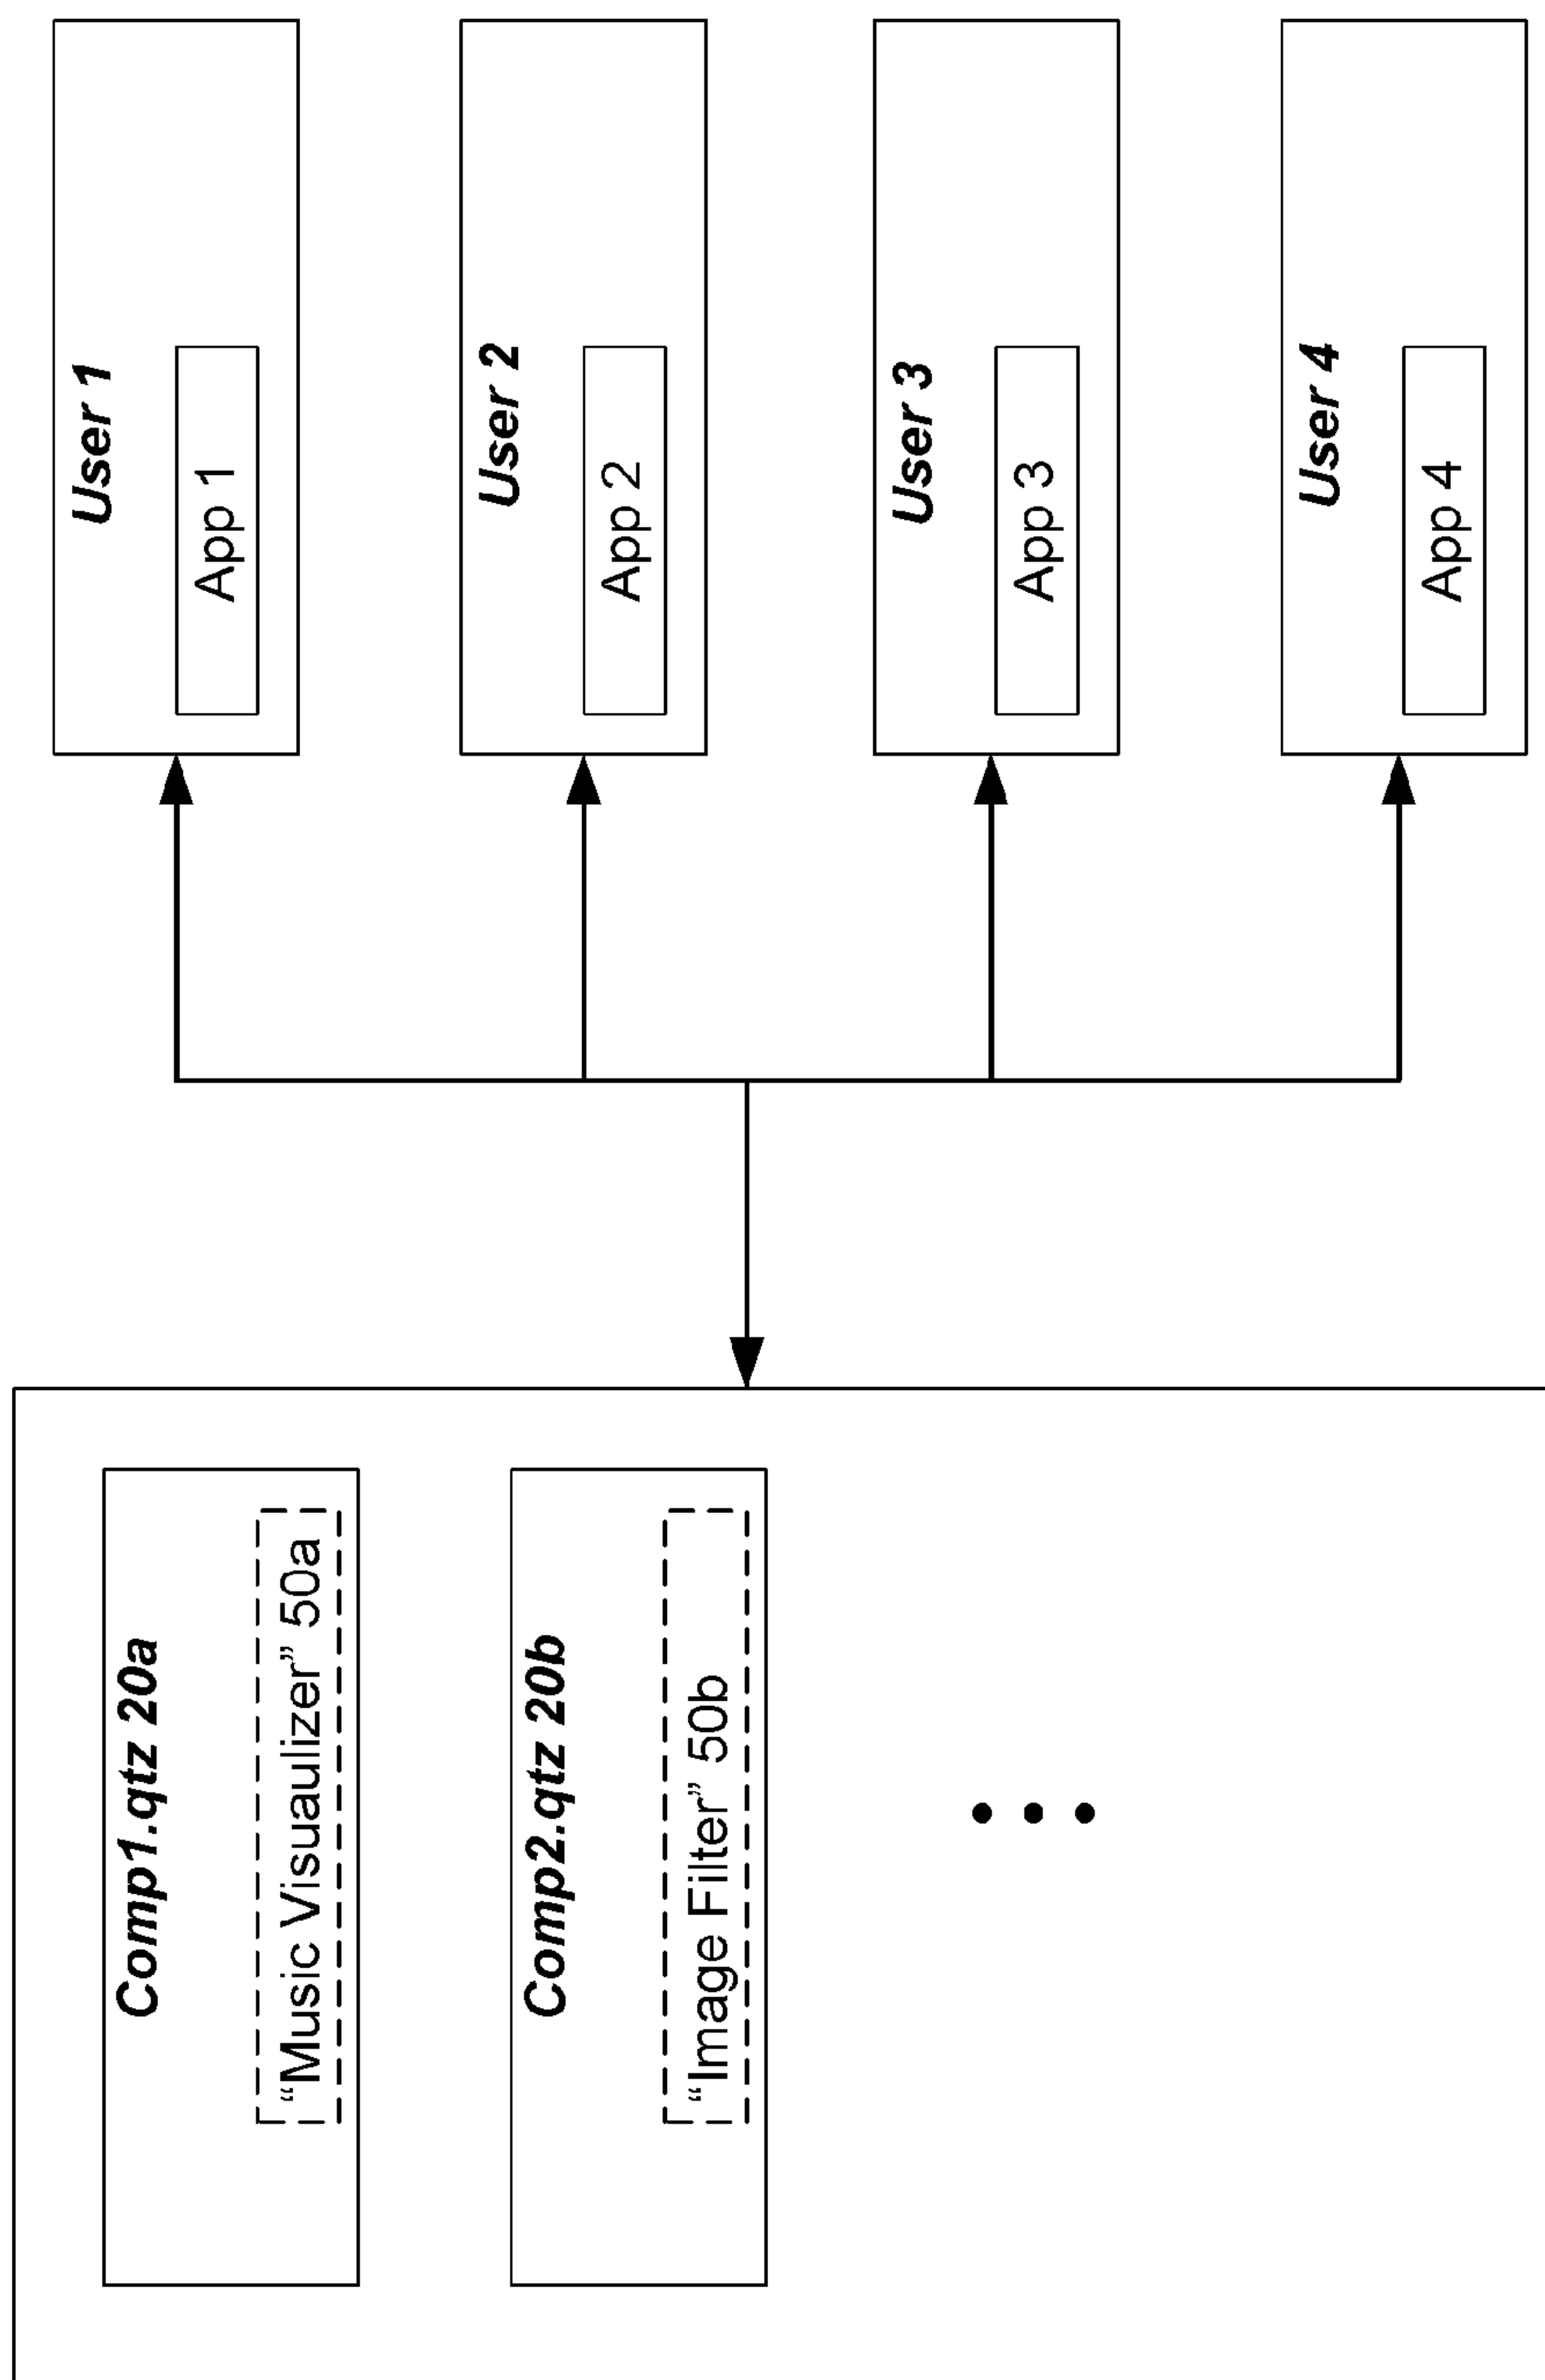 Comp1.qtz 20a
“Music Visuaulizer” 50a
Comp2.qtz 20b
“Image Filter” 50b
User 1
App 1
User 2
App 2
User 3
App 3
User 4
App 4